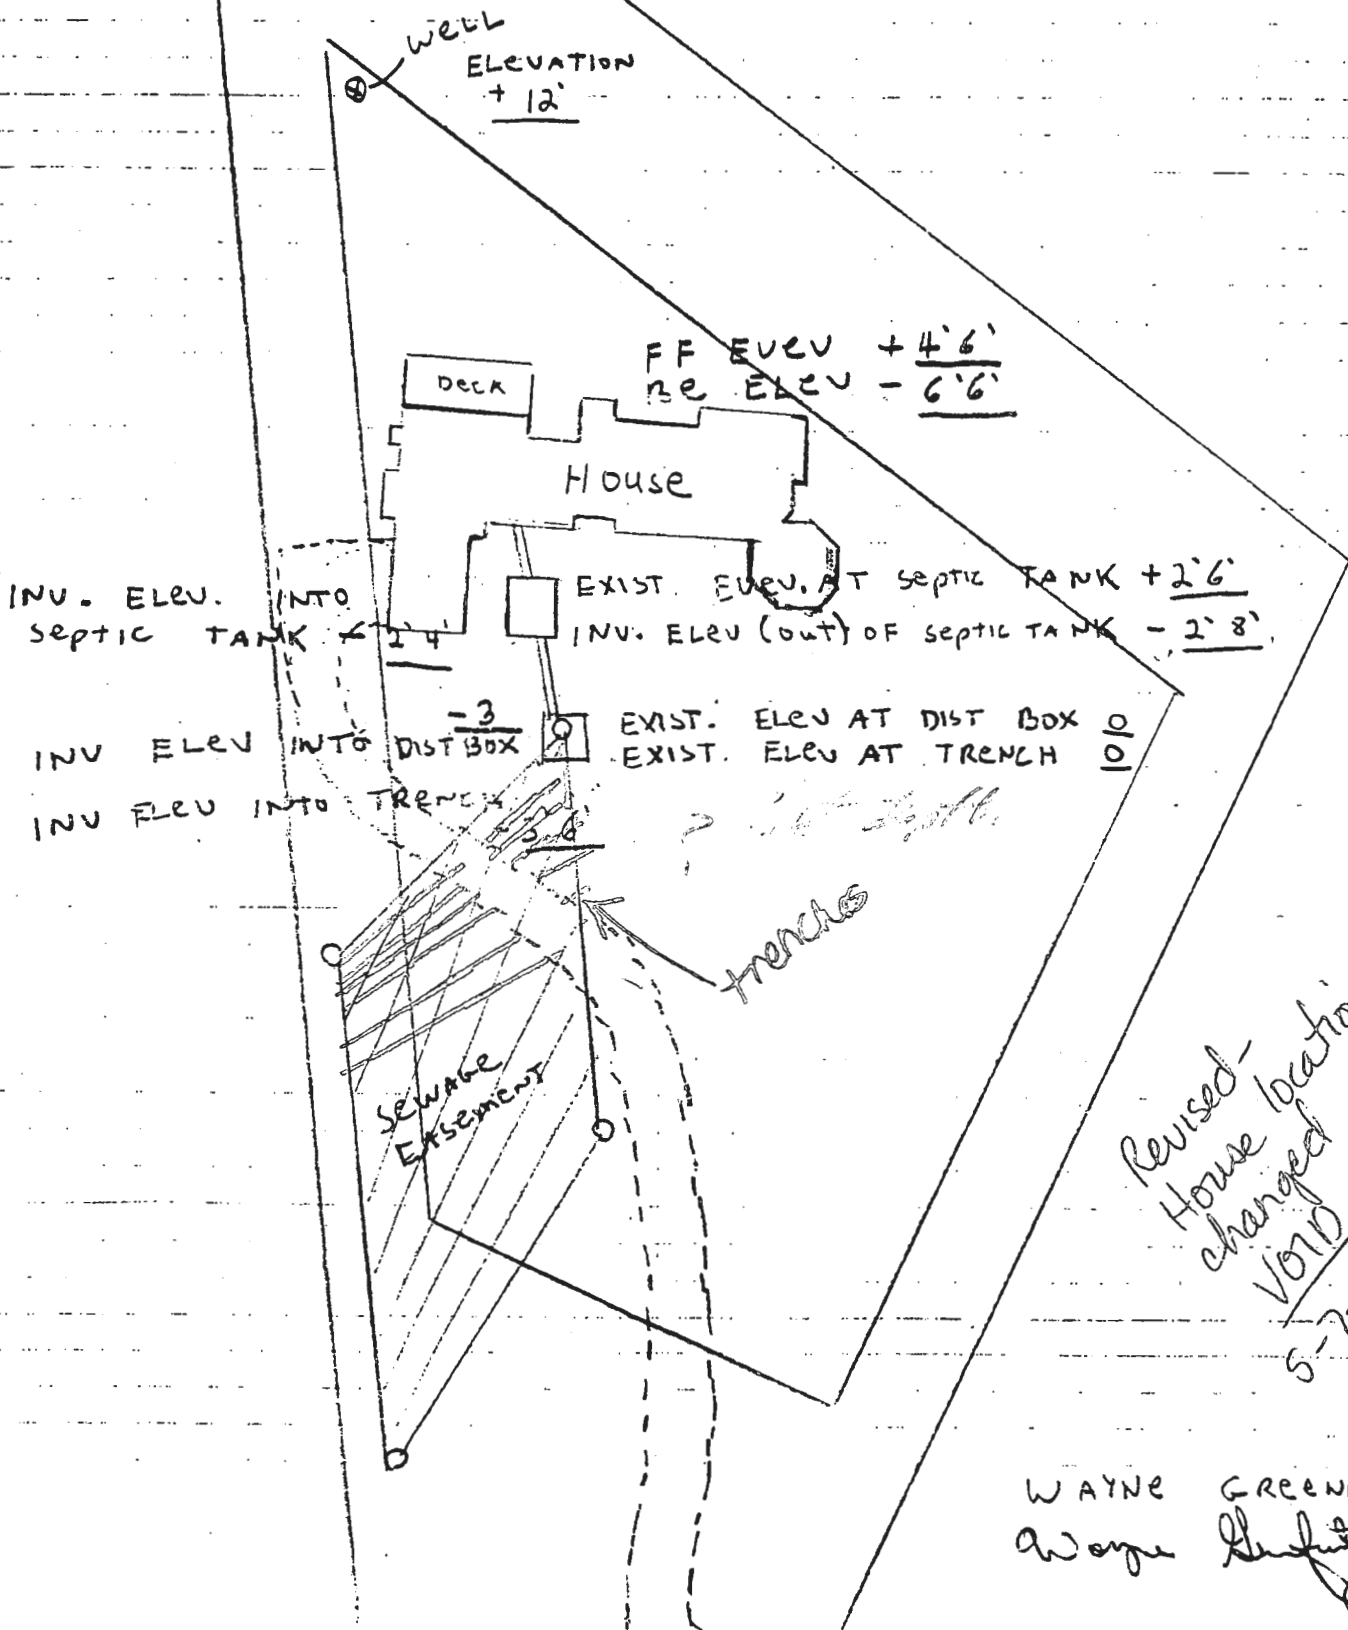 WELL
ELEVATION
+ 12'
FF ELEV + 4'6'
BE ELEV - 6'6'
DECK
House
INV. ELEV. INTO
SEPTIC TANK - 2'4'
EXIST. ELEV. AT SEPTIC TANK + 2'6'
INV. ELEV (OUT) OF SEPTIC TANK - 2'8'
INV ELEV INTO DIST BOX -3
EXIST. ELEV AT DIST BOX 0
EXIST. ELEV AT TRENCH 0
INV ELEV INTO TRENCH
trenches
SEWAGE
EASEMENT
Revised-
House location
changed
VOID
WAYNE
Wayne